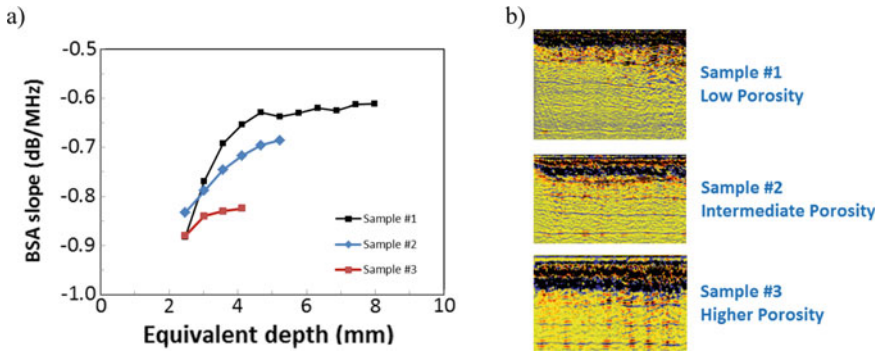 a)
BSA slope (dB/MHz)
-0.5
-0.6
-0.7
-0.8
-0.9
-1.0
Sample #1
Sample #2
Sample #3
0
2
4
6
8
10
Equivalent depth (mm)
b)
Sample #1
Low Porosity
Sample #2
Intermediate Porosity
Sample #3
Higher Porosity